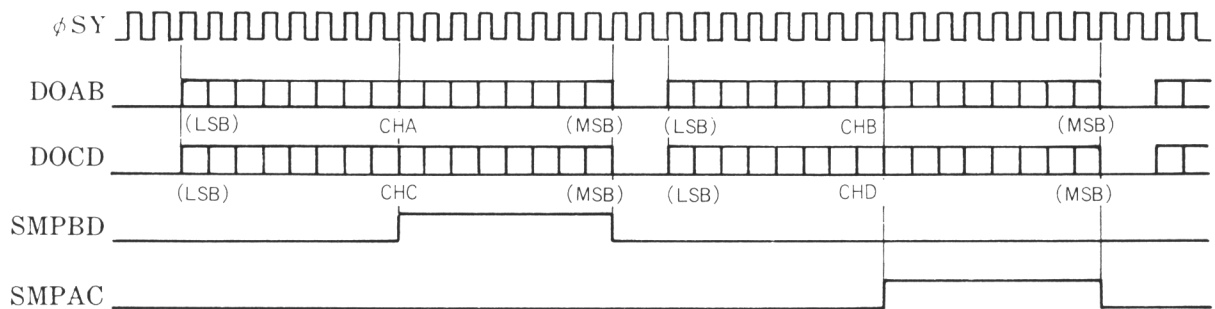 φSY
DOAB
(LSB) CHA (MSB) (LSB) CHB (MSB)
DOCD
(LSB) CHC (MSB) (LSB) CHD (MSB)
SMPBD
SMPAC